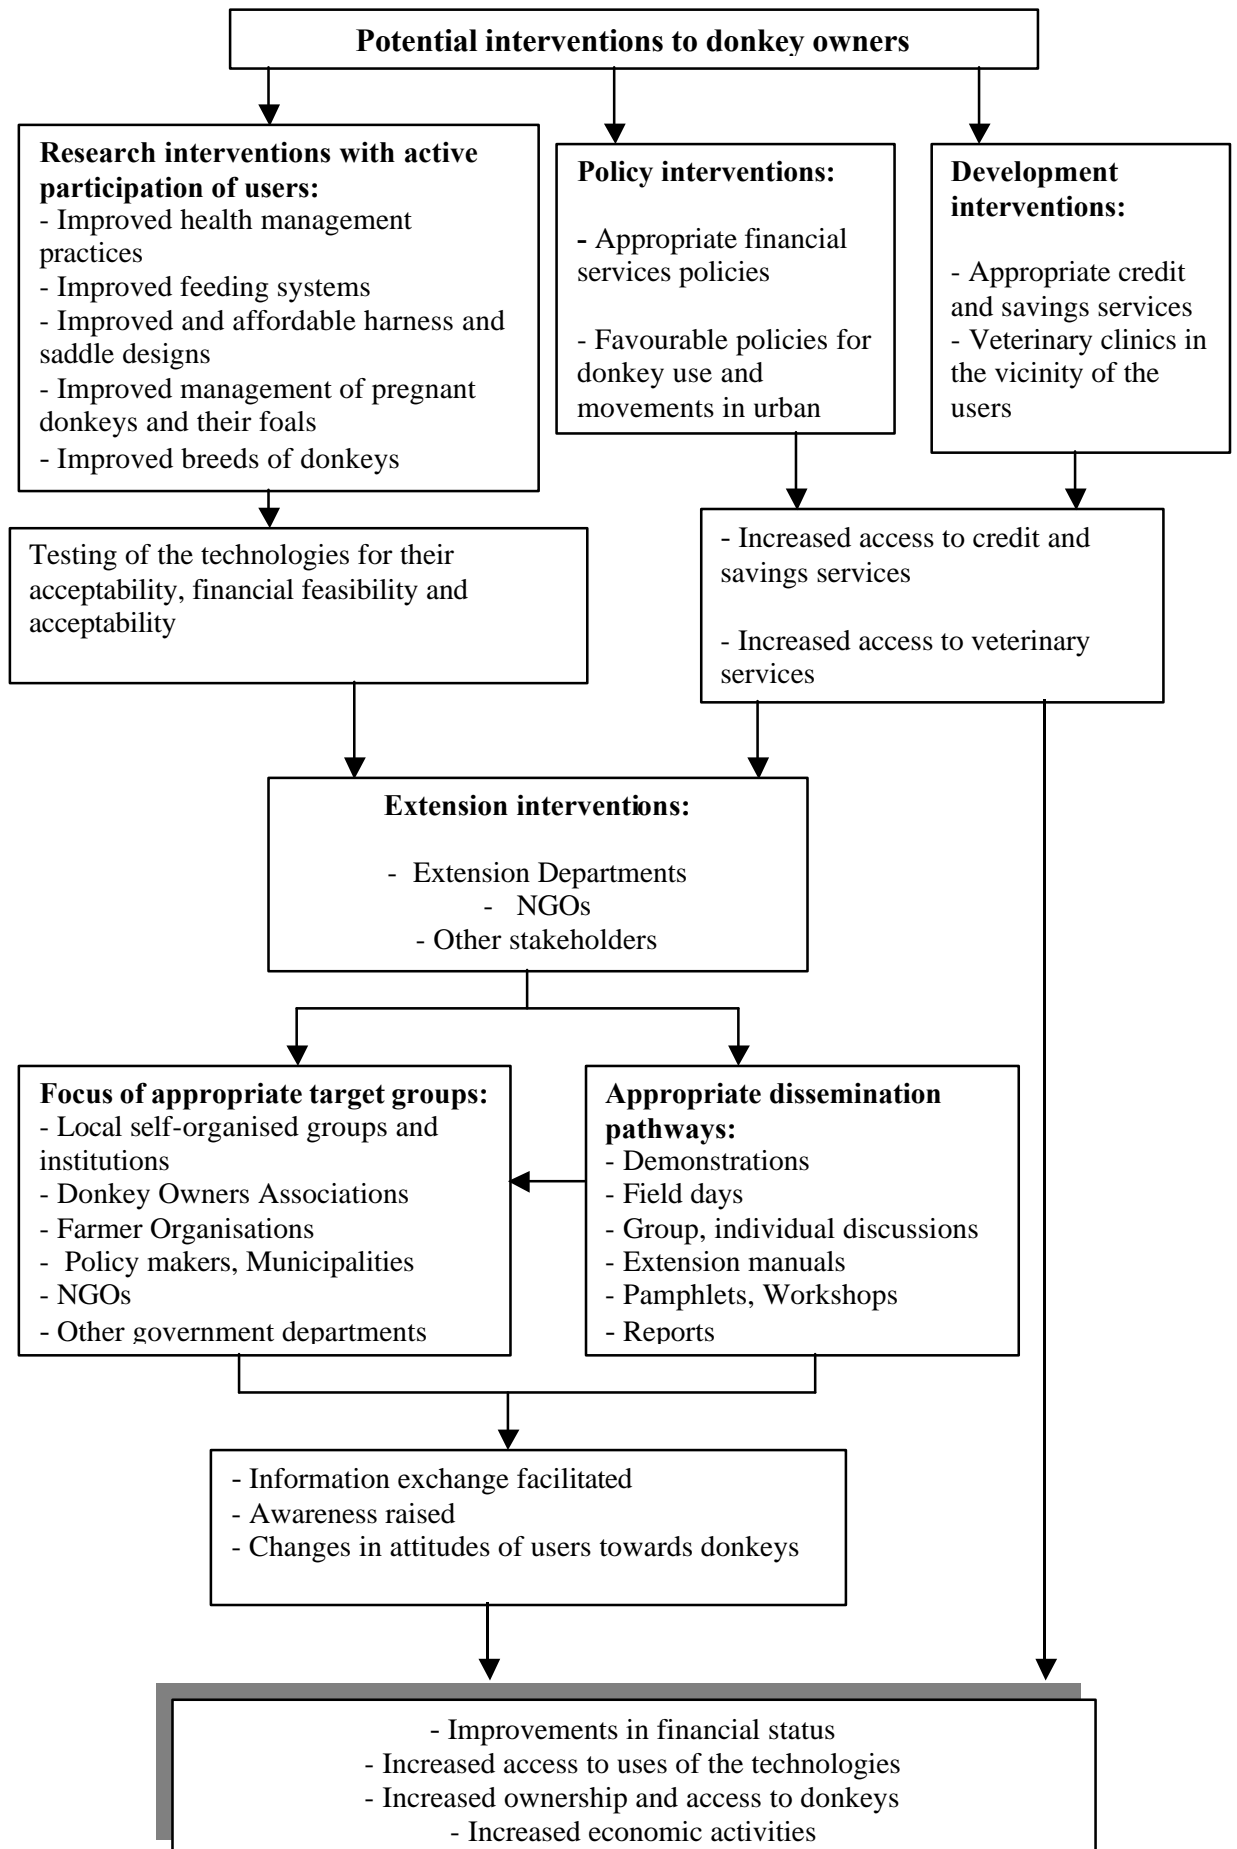 Potential interventions to donkey owners
Research interventions with active
participation of users:
- Improved health management
practices
- Improved feeding systems
- Improved and affordable harness and
saddle designs
- Improved management of pregnant
donkeys and their foals
- Improved breeds of donkeys
Policy interventions:
- Appropriate financial
services policies
- Favourable policies for
donkey use and
movements in urban
Development
interventions:
- Appropriate credit
and savings services
- Veterinary clinics in
the vicinity of the
users
Testing of the technologies for their
acceptability, financial feasibility and
acceptability
- Increased access to credit and
savings services
- Increased access to veterinary
services
Extension interventions:
- Extension Departments
- NGOs
- Other stakeholders
Focus of appropriate target groups:
- Local self-organised groups and
institutions
- Donkey Owners Associations
- Farmer Organisations
- Policy makers, Municipalities
- NGOs
- Other government departments
Appropriate dissemination
pathways:
- Demonstrations
- Field days
- Group, individual discussions
- Extension manuals
- Pamphlets, Workshops
- Reports
- Information exchange facilitated
- Awareness raised
- Changes in attitudes of users towards donkeys
- Improvements in financial status
- Increased access to uses of the technologies
- Increased ownership and access to donkeys
- Increased economic activities